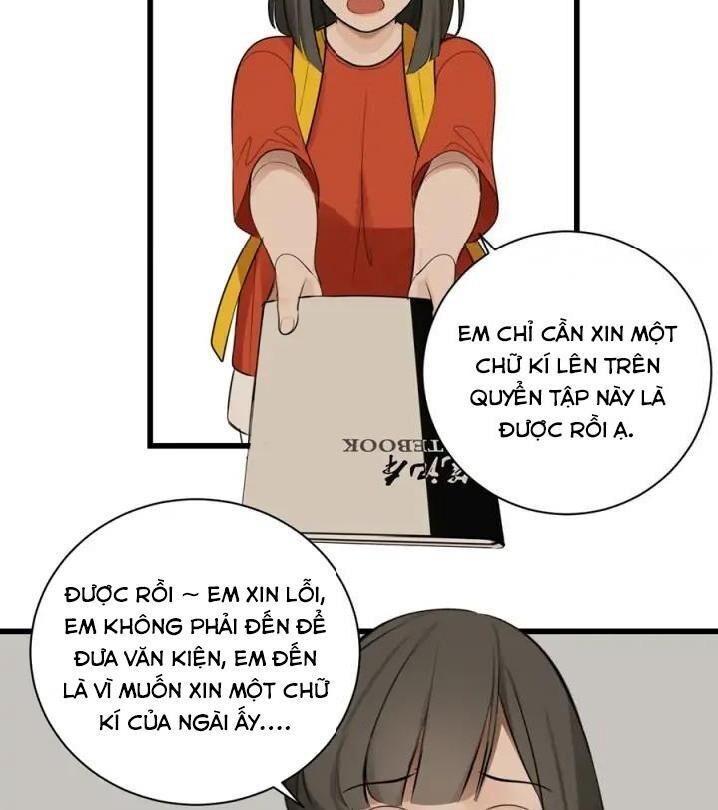 EM CHỈ CẦN XIN MỘT
CHỮ KÍ LÊN TRÊN
QUYỂN TẬP NÀY LÀ
ĐƯỢC RỒI Ạ.
TEBOOK
ĐƯỢC RỒI ~ EM XIN LỖI,
EM KHÔNG PHẢI ĐẾN ĐỂ
ĐƯA VĂN KIỆN, EM ĐẾN
LÀ VÌ MUỐN XIN MỘT CHỮ
KÍ CỦA NGÀI ẤY....